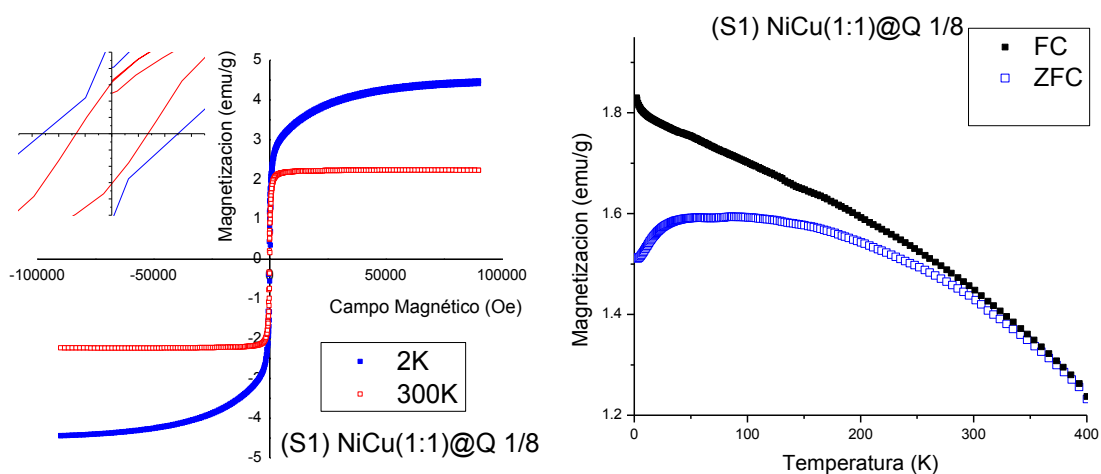 5
4
3
2
1
0
-1
-2
-3
-4
-5
-100000
-50000
0
50000
100000
Magnetizacion (emu/g)
Campo Magnético (Oe)
2K
300K
(S1) NiCu(1:1)@Q 1/8
(S1) NiCu(1:1)@Q 1/8
FC
ZFC
1.8
1.6
1.4
1.2
0
100
200
300
400
Magnetizacion (emu/g)
Temperatura (K)